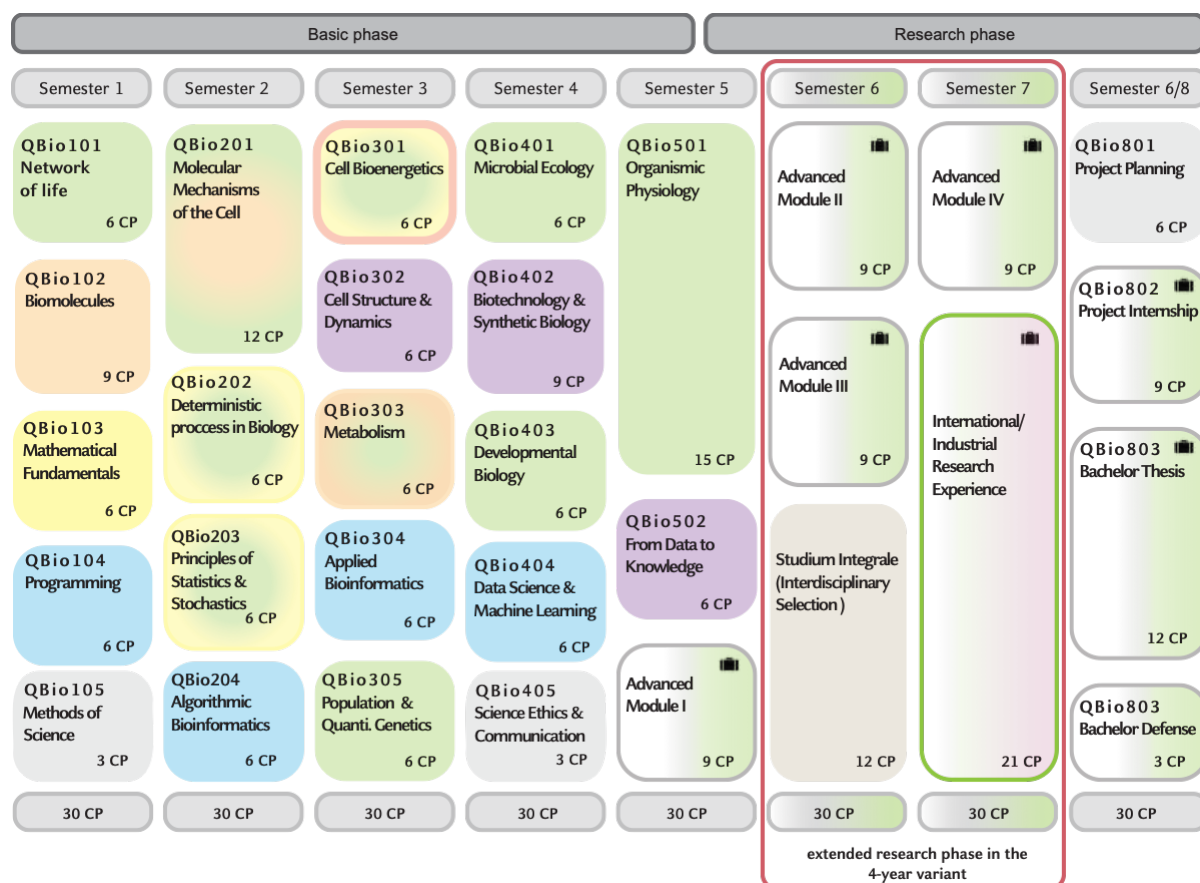 Basic phase
Research phase
Semester 1
Semester 2
Semester 3
Semester 4
Semester 5
Semester 6
Semester 7
Semester 6/8
QBio101
Network
of life
6 CP
QBio102
Biomolecules
9 CP
QBio103
Mathematical
Fundamentals
6 CP
QBio104
Programming
6 CP
QBio105
Methods of
Science
3 CP
30 CP
QBio201
Molecular
Mechanisms
of the Cell
12 CP
QBio202
Deterministic
proccess in Biology
6 CP
QBio203
Principles of
Statistics &
Stochastics
6 CP
QBio204
Algorithmic
Bioinformatics
6 CP
30 CP
QBio301
Cell Bioenergetics
6 CP
QBio302
Cell Structure &
Dynamics
6 CP
QBio303
Metabolism
6 CP
QBio304
Applied
Bioinformatics
6 CP
QBio305
Population &
Quanti. Genetics
6 CP
30 CP
QBio401
Microbial Ecology
6 CP
QBio402
Biotechnology &
Synthetic Biology
9 CP
QBio403
Developmental
Biology
6 CP
QBio404
Data Science &
Machine Learning
6 CP
QBio405
Science Ethics &
Communication
3 CP
30 CP
QBio501
Organismic
Physiology
15 CP
QBio502
From Data to
Knowledge
6 CP
Advanced
Module I
9 CP
30 CP
Advanced
Module II
9 CP
Advanced
Module III
9 CP
Studium Integrale
(Interdisciplinary
Selection )
12 CP
30 CP
Advanced
Module IV
9 CP
International/
Industrial
Research
Experience
21 CP
30 CP
extended research phase in the
4-year variant
QBio801
Project Planning
6 CP
QBio802
Project Internship
9 CP
QBio803
Bachelor Thesis
12 CP
QBio803
Bachelor Defense
3 CP
30 CP